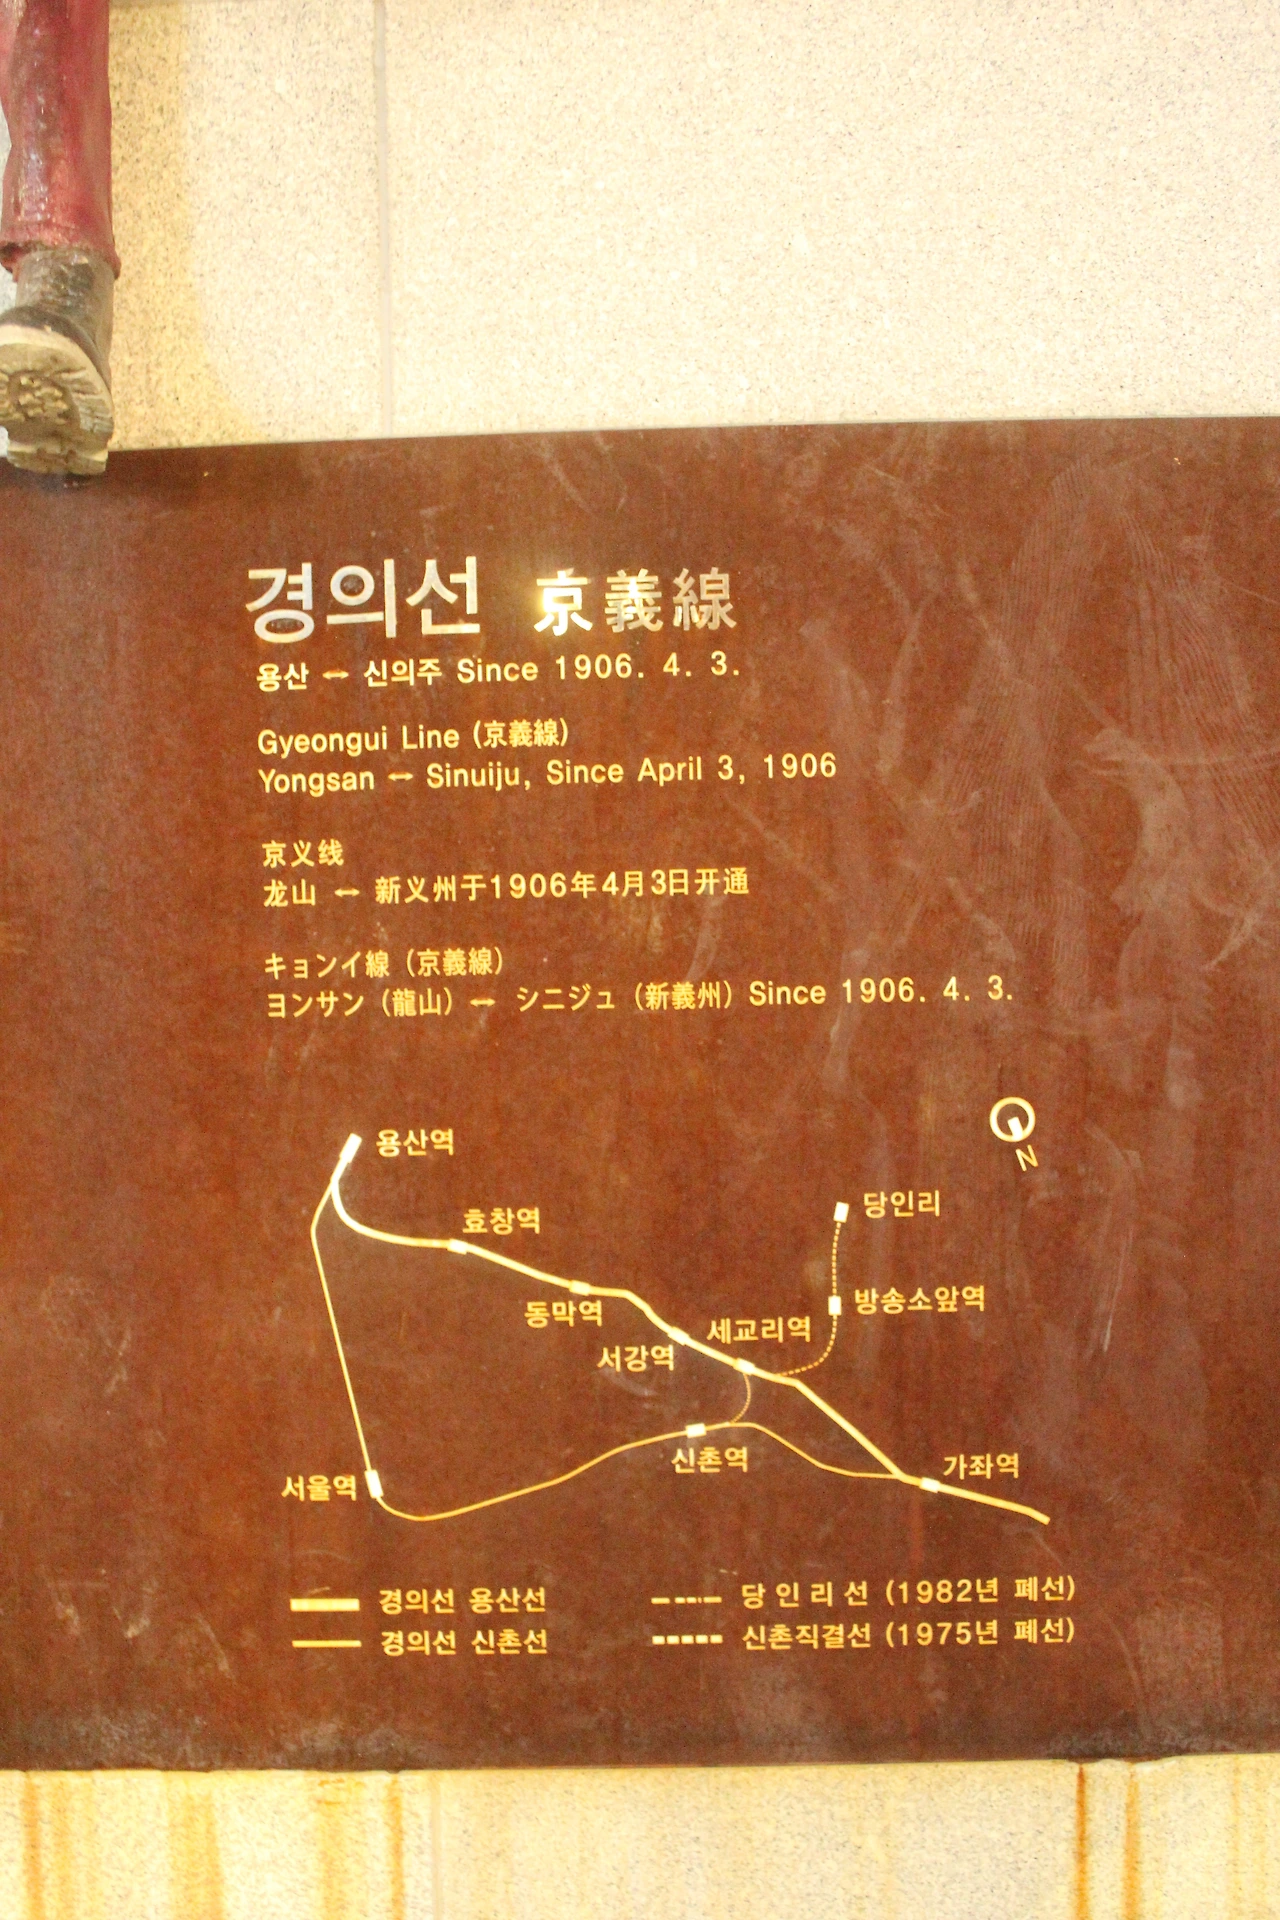 경의선 京義線
용산 ↔ 신의주 Since 1906. 4. 3.
Gyeongui Line (京義線)
Yongsan ↔ Sinuiju, Since April 3, 1906
京义线
龙山 ↔ 新义州于1906年4月3日开通
キョンイ線（京義線）
ヨンサン（龍山）↔ シニジュ（新義州）Since 1906. 4. 3.
N
용산역
당인리
효창역
방송소앞역
동막역
세교리역
서강역
신촌역
가좌역
서울역
경의선 용산선
당인리선 (1982년 폐선)
경의선 신촌선
신촌직결선 (1975년 폐선)